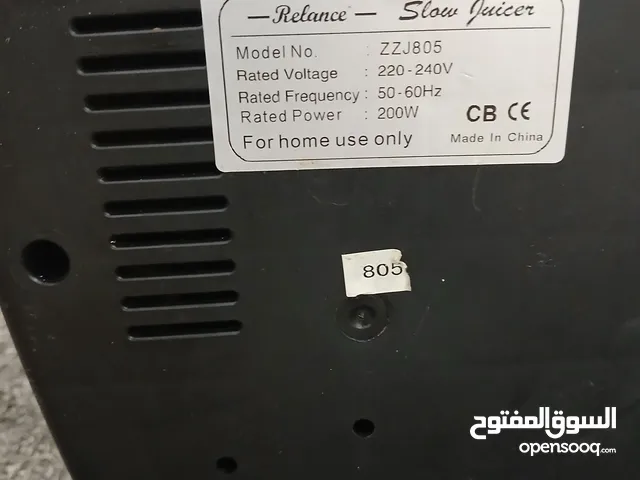 Relance Slow Juicer
Model No. : ZZJ805
Rated Voltage : 220-240V
Rated Frequency : 50-60Hz
Rated Power : 200W
CB CE
For home use only
Made In China
805
السوق المفتوح
opensooq.com